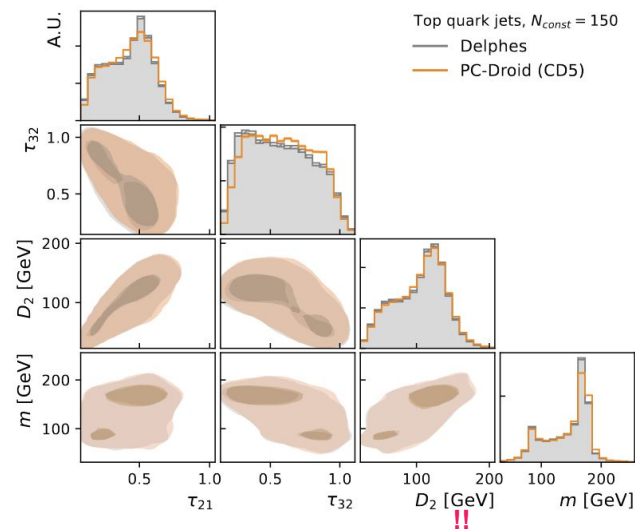 A.U.
Top quark jets, N_const = 150
Delphes
PC-Droid (CD5)
τ32
1.0
0.5
D2 [GeV]
200
100
m [GeV]
200
100
0.5 1.0 0.5 1.0 100 200 100 200
τ21 τ32 D2 [GeV] m [GeV]
!!